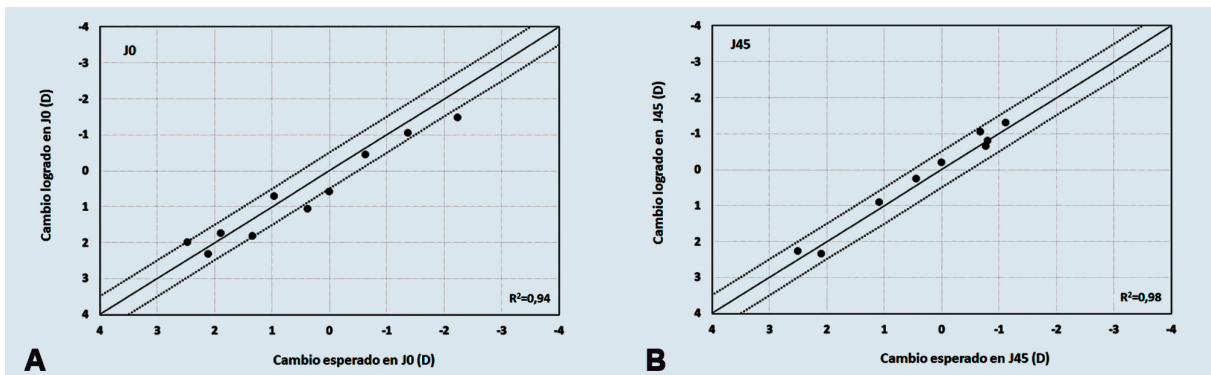 -4
-3
-2
-1
0
1
2
3
4
J0
R²=0,94
4 3 2 1 0 -1 -2 -3 -4
Cambio logrado en J0 (D)
Cambio esperado en J0 (D)
A
-4
-3
-2
-1
0
1
2
3
4
J45
R²=0,98
4 3 2 1 0 -1 -2 -3 -4
Cambio logrado en J45 (D)
Cambio esperado en J45 (D)
B